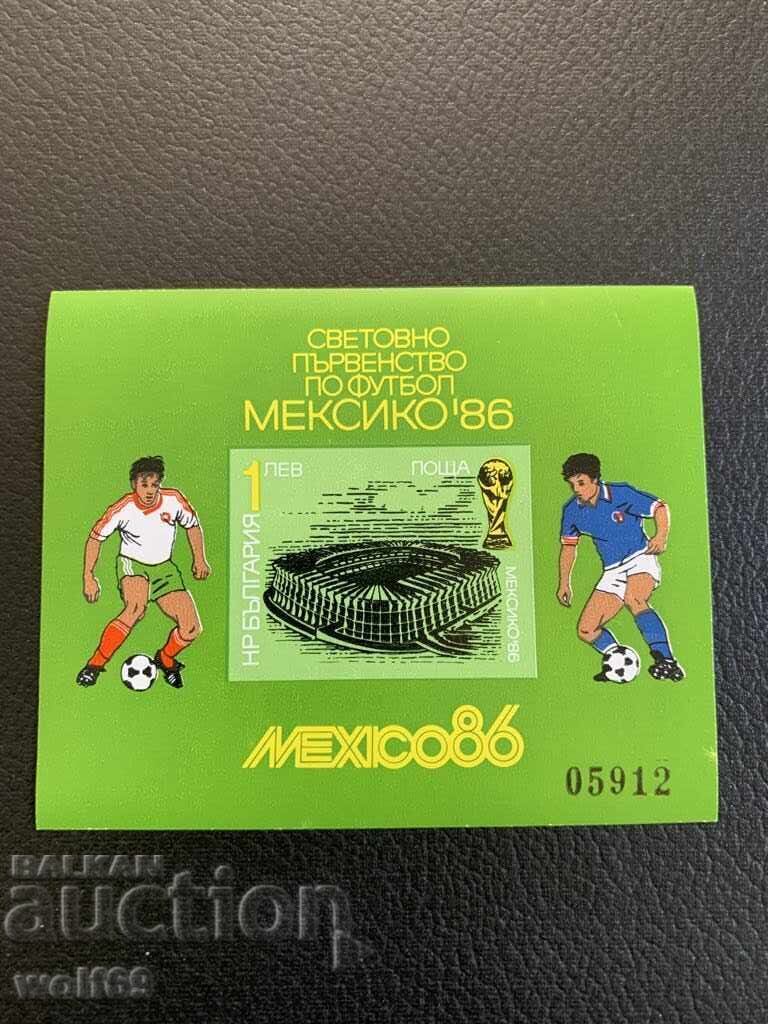 СВЕТОВНО
ПЪРВЕНСТВО
ПО ФУТБОЛ
МЕКСИКО '86
1 ЛЕВ ПОЩА
НР БЪЛГАРИЯ
МЕКСИКО '86
MEXICO86
05912
BALKAN
auction
wolf69